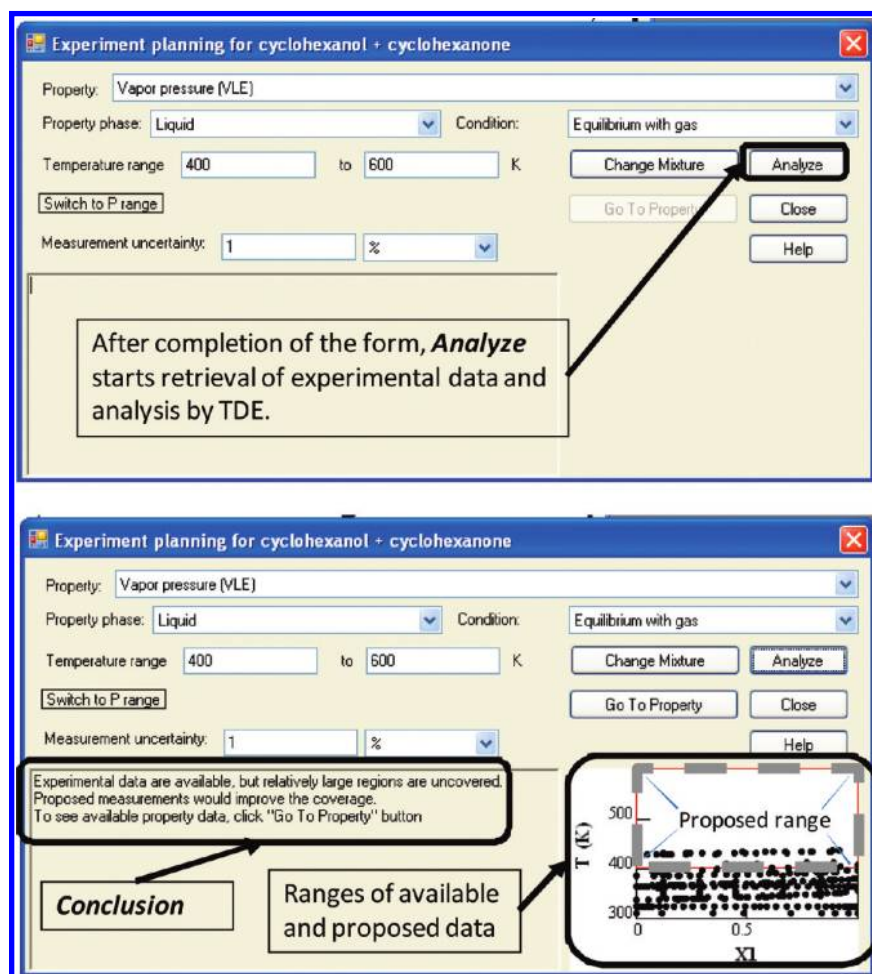 Experiment planning for cyclohexanol + cyclohexanone
Property: Vapor pressure (VLE)
Property phase: Liquid Condition: Equilibrium with gas
Temperature range 400 to 600 K Change Mixture Analyze
Switch to P range Go To Property Close
Measurement uncertainty: 1 % Help
After completion of the form, Analyze
starts retrieval of experimental data and
analysis by TDE.
Experiment planning for cyclohexanol + cyclohexanone
Property: Vapor pressure (VLE)
Property phase: Liquid Condition: Equilibrium with gas
Temperature range 400 to 600 K Change Mixture Analyze
Switch to P range Go To Property Close
Measurement uncertainty: 1 % Help
Experimental data are available, but relatively large regions are uncovered.
Proposed measurements would improve the coverage.
To see available property data, click "Go To Property" button
Conclusion
Ranges of available
and proposed data
T (K)
500
400
300
Proposed range
0 0.5
X1